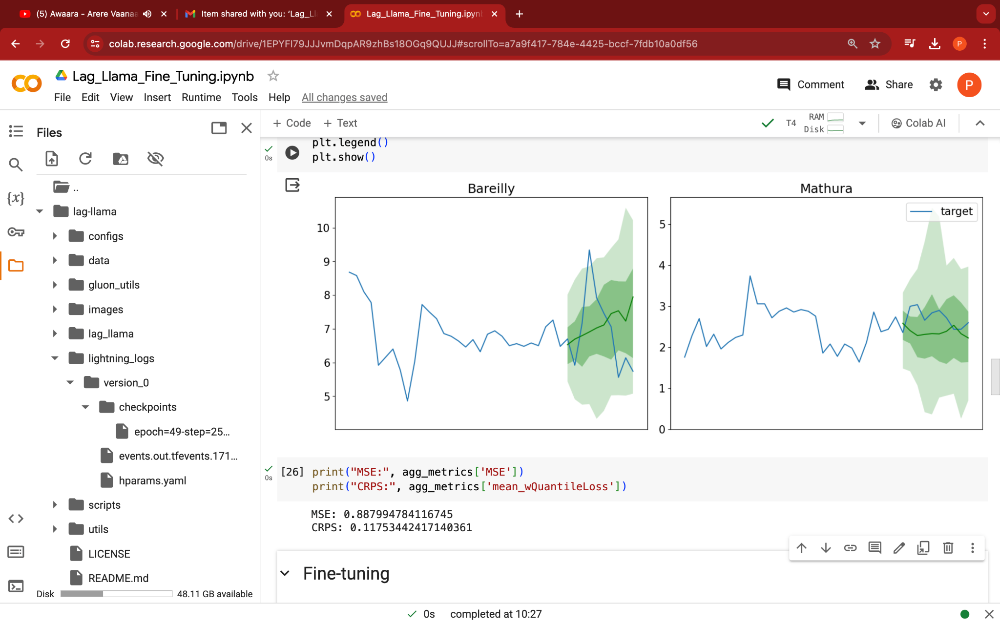 (5) Awaara - Arere Vaanaa
Item shared with you: ‘Lag_Ll
Lag_Llama_Fine_Tuning.ipyn
colab.research.google.com/drive/1EPYFI79JJJvmDqpAR9zhBs18OGq9QUJJ#scrollTo=a7a9f417-784e-4425-bccf-7fdb10a0df56
P
Lag_Llama_Fine_Tuning.ipynb
File Edit View Insert Runtime Tools Help All changes saved
Comment
Share
P
Files
+ Code + Text
T4
RAM
Disk
Colab AI
..
lag-llama
configs
data
gluon_utils
images
lag_llama
lightning_logs
version_0
checkpoints
epoch=49-step=25...
events.out.tfevents.171...
hparams.yaml
scripts
utils
LICENSE
README.md
Disk 48.11 GB available
{x}
0s
plt.legend()
plt.show()
Bareilly
10
9
8
7
6
5
Mathura
target
5
4
3
2
1
0
0s
[26] print("MSE:", agg_metrics['MSE'])
print("CRPS:", agg_metrics['mean_wQuantileLoss'])
MSE: 0.887994784116745
CRPS: 0.11753442417140361
Fine-tuning
0s completed at 10:27